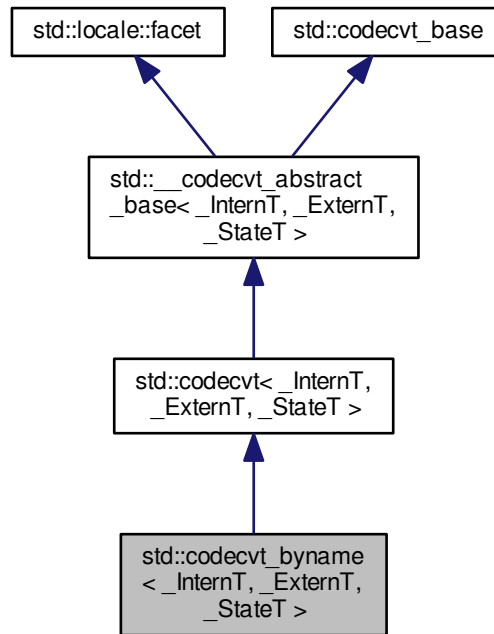 std::locale::facet
std::codecvt_base
std::__codecvt_abstract
_base< _InternT, _ExternT,
_StateT >
std::codecvt< _InternT,
_ExternT, _StateT >
std::codecvt_byname
< _InternT, _ExternT,
_StateT >